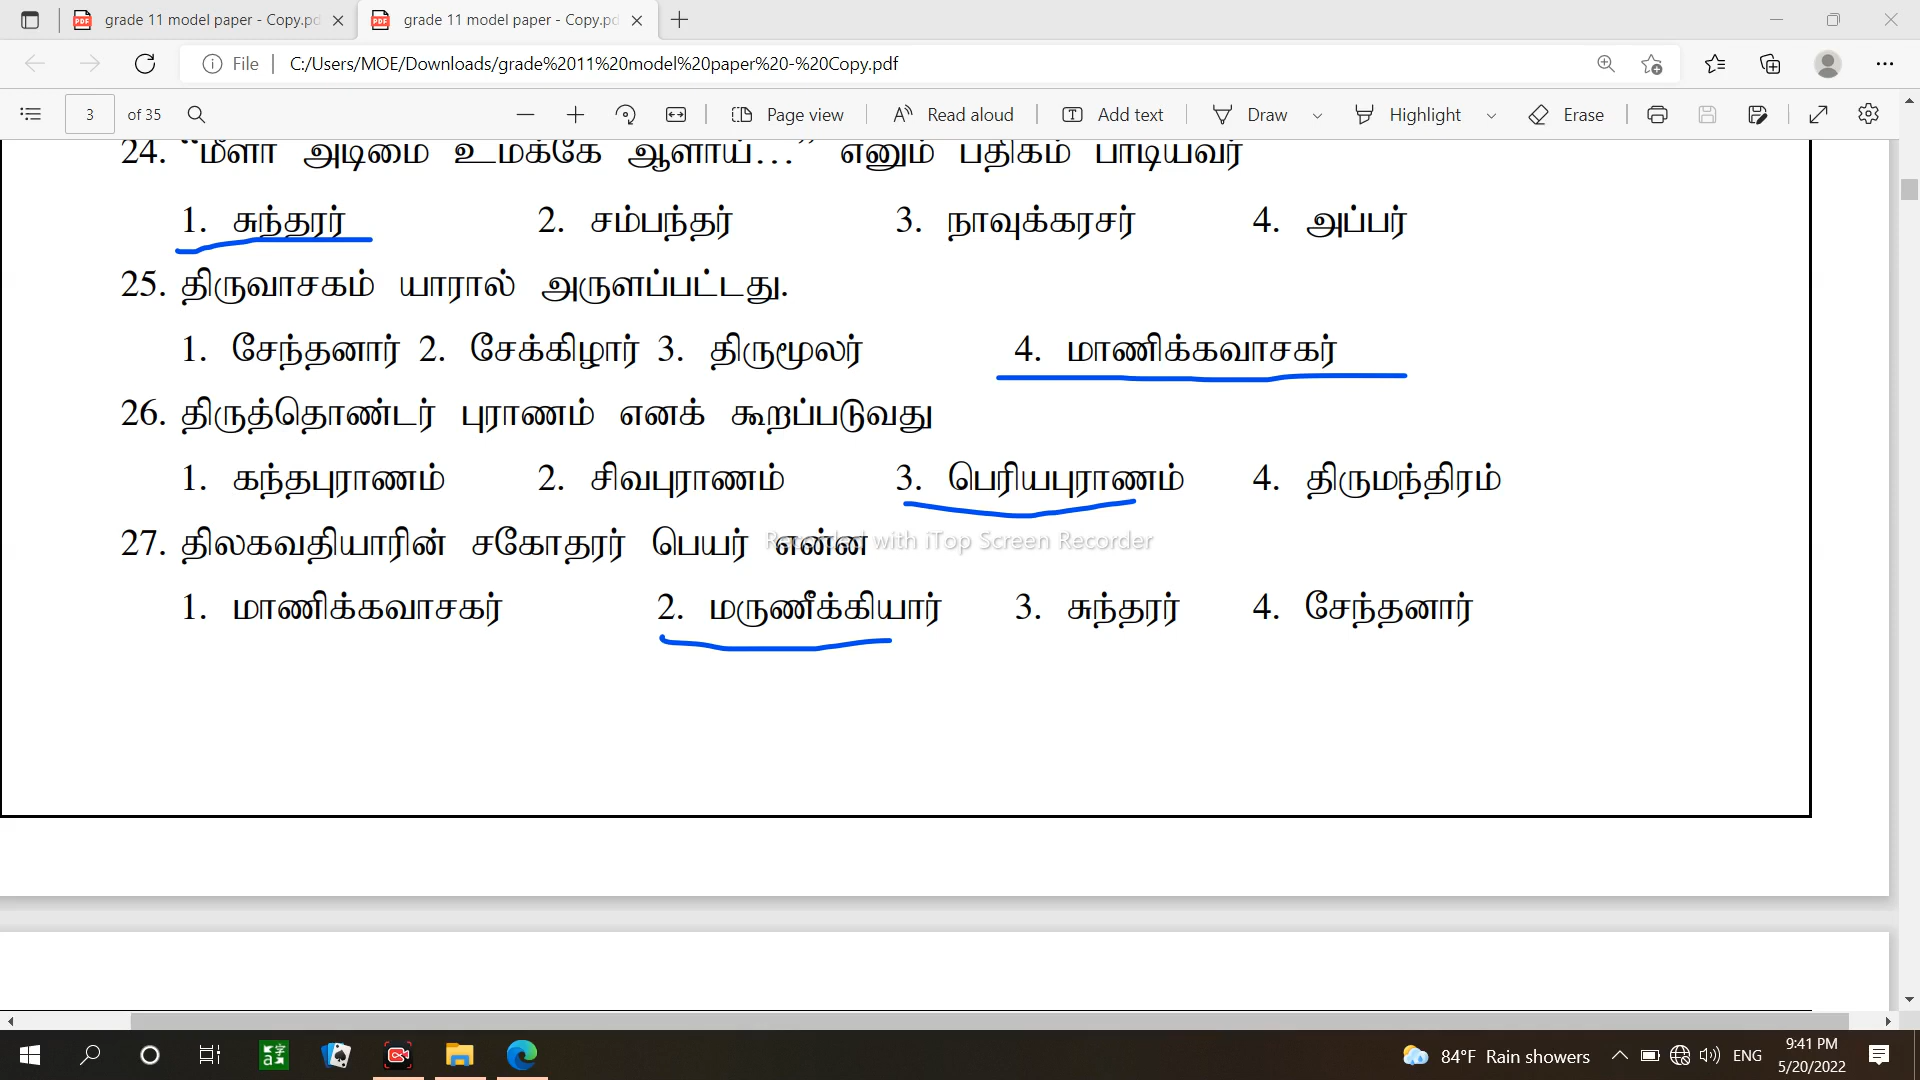 grade 11 model paper - Copy.pd
grade 11 model paper - Copy.pd
File
C:/Users/MOE/Downloads/grade%2011%20model%20paper%20-%20Copy.pdf
3 of 35
Page view
Read aloud
Add text
Draw
Highlight
Erase
24. “மீளா அடிமை உமக்கே ஆளாய்...” எனும் பதிகம் பாடியவர்
1. சுந்தரர் 2. சம்பந்தர் 3. நாவுக்கரசர் 4. அப்பர்
25. திருவாசகம் யாரால் அருளப்பட்டது.
1. சேந்தனார் 2. சேக்கிழார் 3. திருமூலர் 4. மாணிக்கவாசகர்
26. திருத்தொண்டர் புராணம் எனக் கூறப்படுவது
1. கந்தபுராணம் 2. சிவபுராணம் 3. பெரியபுராணம் 4. திருமந்திரம்
27. திலகவதியாரின் சகோதரர் பெயர் என்ன
Recorded with iTop Screen Recorder
1. மாணிக்கவாசகர் 2. மருணீக்கியார் 3. சுந்தரர் 4. சேந்தனார்
84°F Rain showers
ENG
9:41 PM
5/20/2022